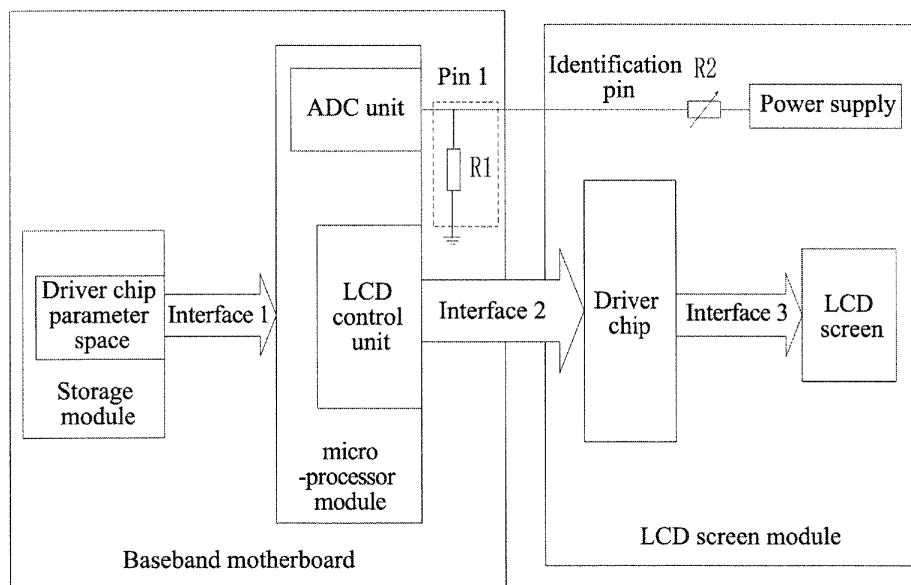 Pin 1
Identification
pin
R2
ADC unit
Power supply
R1
Driver chip
parameter
space
Interface 1
LCD
control
unit
Interface 2
Driver
chip
Interface 3
LCD
screen
Storage
module
micro
-processor
module
Baseband motherboard
LCD screen module